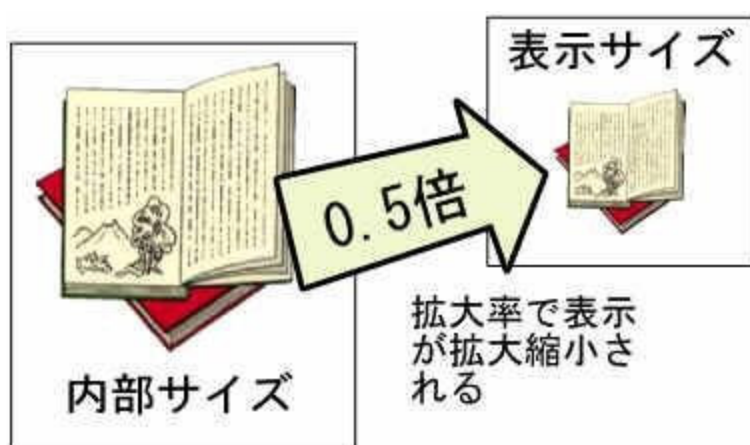 表示サイズ
0.5倍
内部サイズ
拡大率で表示
が拡大縮小さ
れる